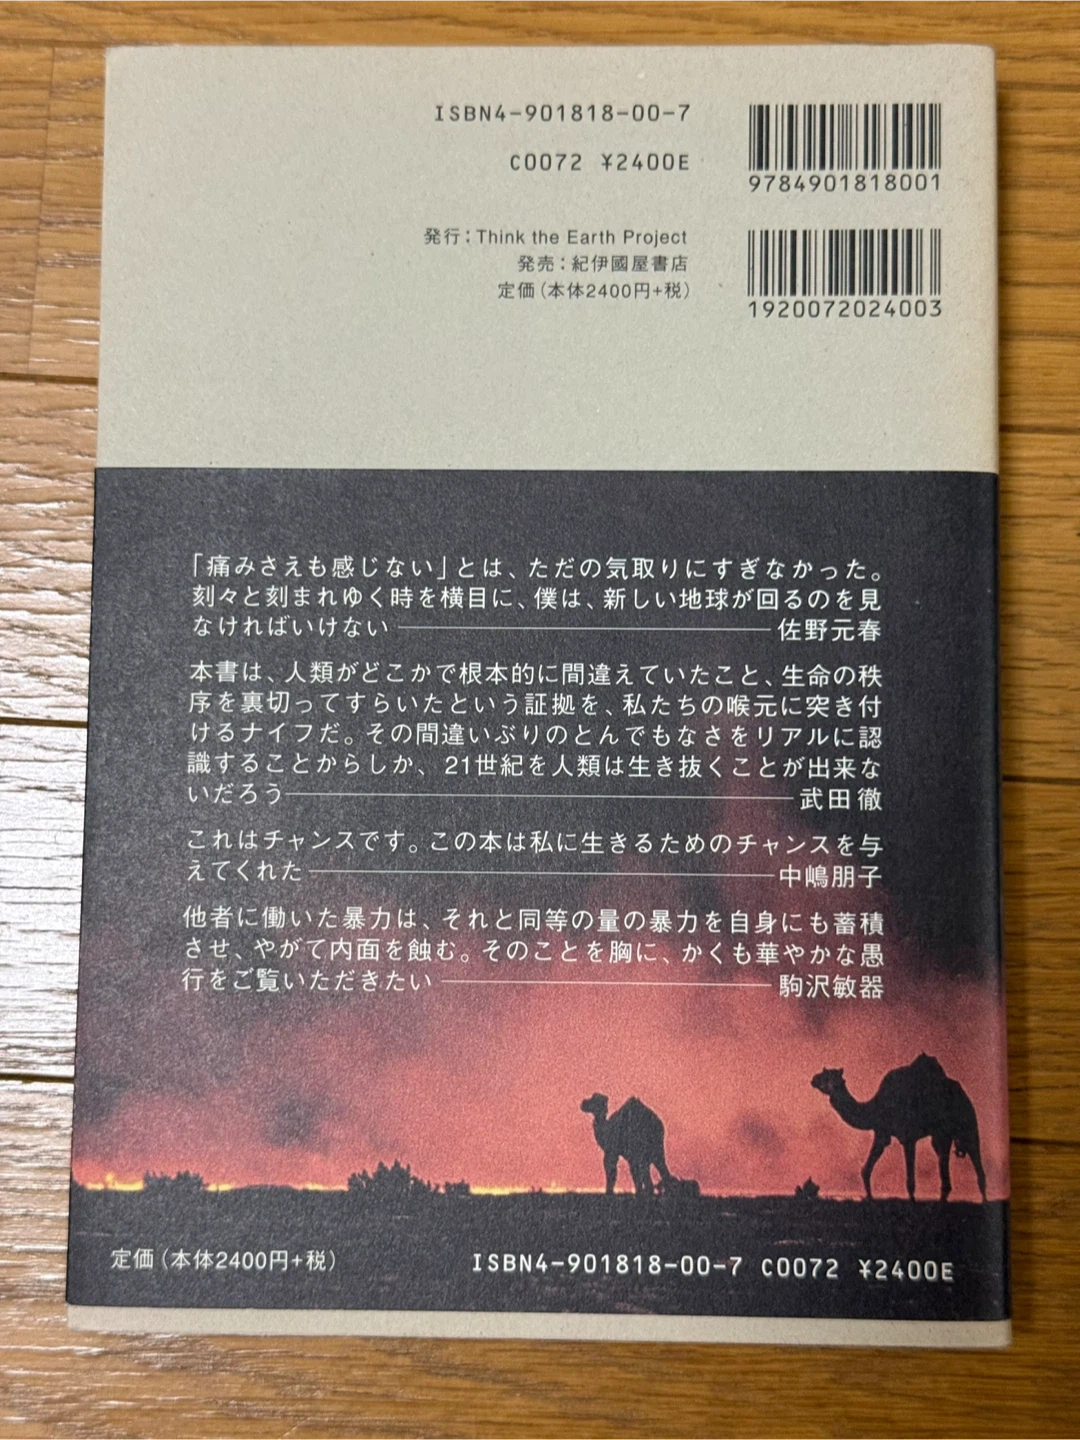 ISBN4-901818-00-7
C0072 ¥2400E
9784901818001
発行：Think the Earth Project
発売：紀伊國屋書店
定価（本体2400円+税）
1920072024003
「痛みさえも感じない」とは、ただの気取りにすぎなかった。
刻々と刻まれゆく時を横目に、僕は、新しい地球が回るのを見
なければいけない――佐野元春
本書は、人類がどこかで根本的に間違えていたこと、生命の秩
序を裏切ってすらいたという証拠を、私たちの喉元に突き付
けるナイフだ。その間違いぶりのとんでもなさをリアルに認
識することからしか、21世紀を人類は生き抜くことが出来な
いだろう――武田徹
これはチャンスです。この本は私に生きるためのチャンスを与
えてくれた――中嶋朋子
他者に働いた暴力は、それと同等の量の暴力を自身にも蓄積
させ、やがて内面を蝕む。そのことを胸に、かくも華やかな愚
行をご覧いただきたい――駒沢敏器
定価（本体2400円+税）
ISBN4-901818-00-7 C0072 ¥2400E